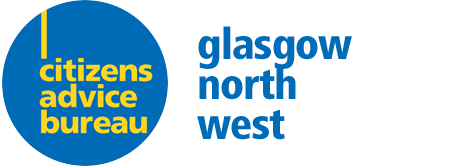 citizens
advice
bureau
glasgow
north
west